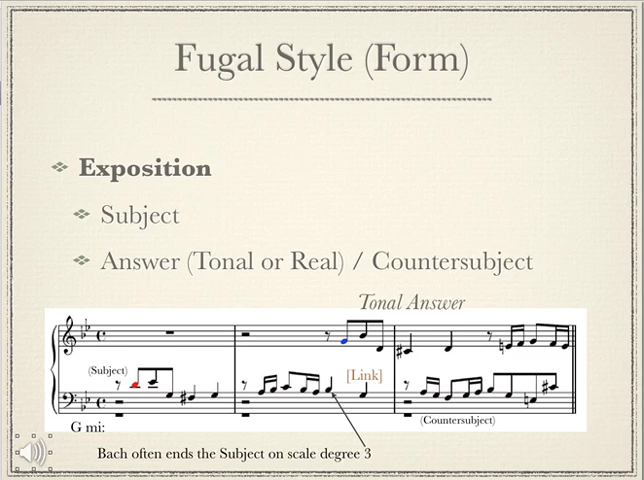 Fugal Style (Form)
Exposition
Subject
Answer (Tonal or Real) / Countersubject
Tonal Answer
(Subject)
[Link]
(Countersubject)
G mi:
Bach often ends the Subject on scale degree 3